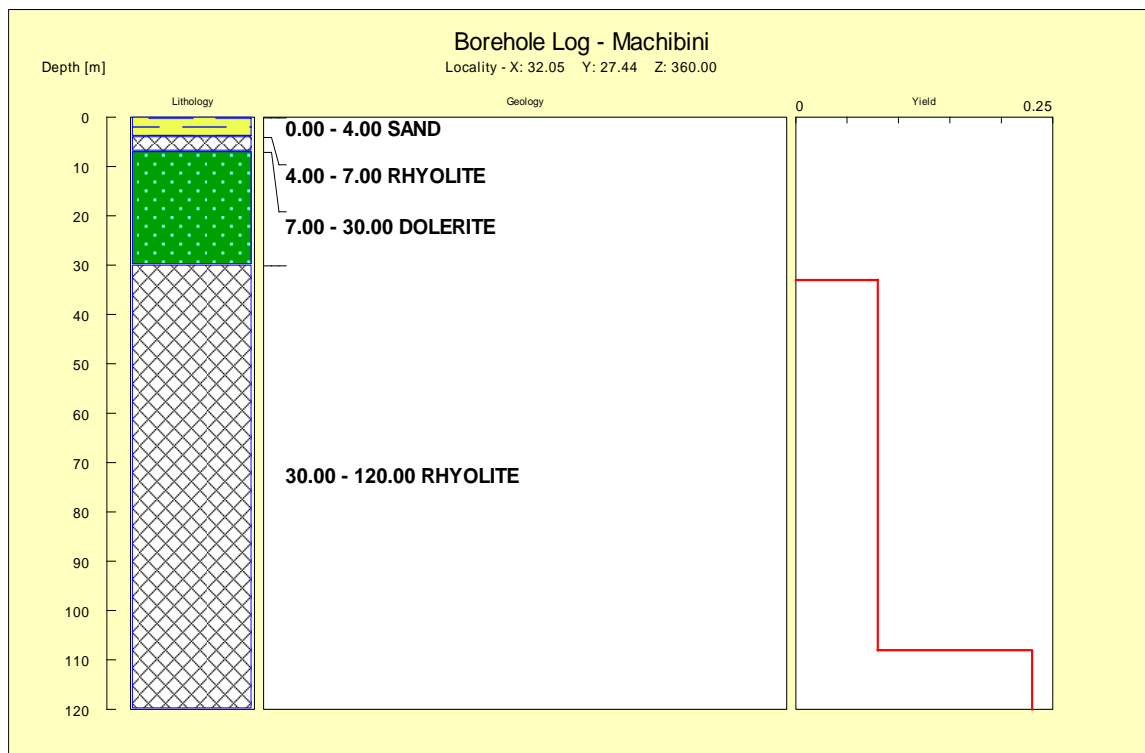 Borehole Log - Machibini
Depth [m]
Locality - X: 32.05 Y: 27.44 Z: 360.00
Lithology
Geology
0 Yield 0.25
0
10
20
30
40
50
60
70
80
90
100
110
120
0.00 - 4.00 SAND
4.00 - 7.00 RHYOLITE
7.00 - 30.00 DOLERITE
30.00 - 120.00 RHYOLITE